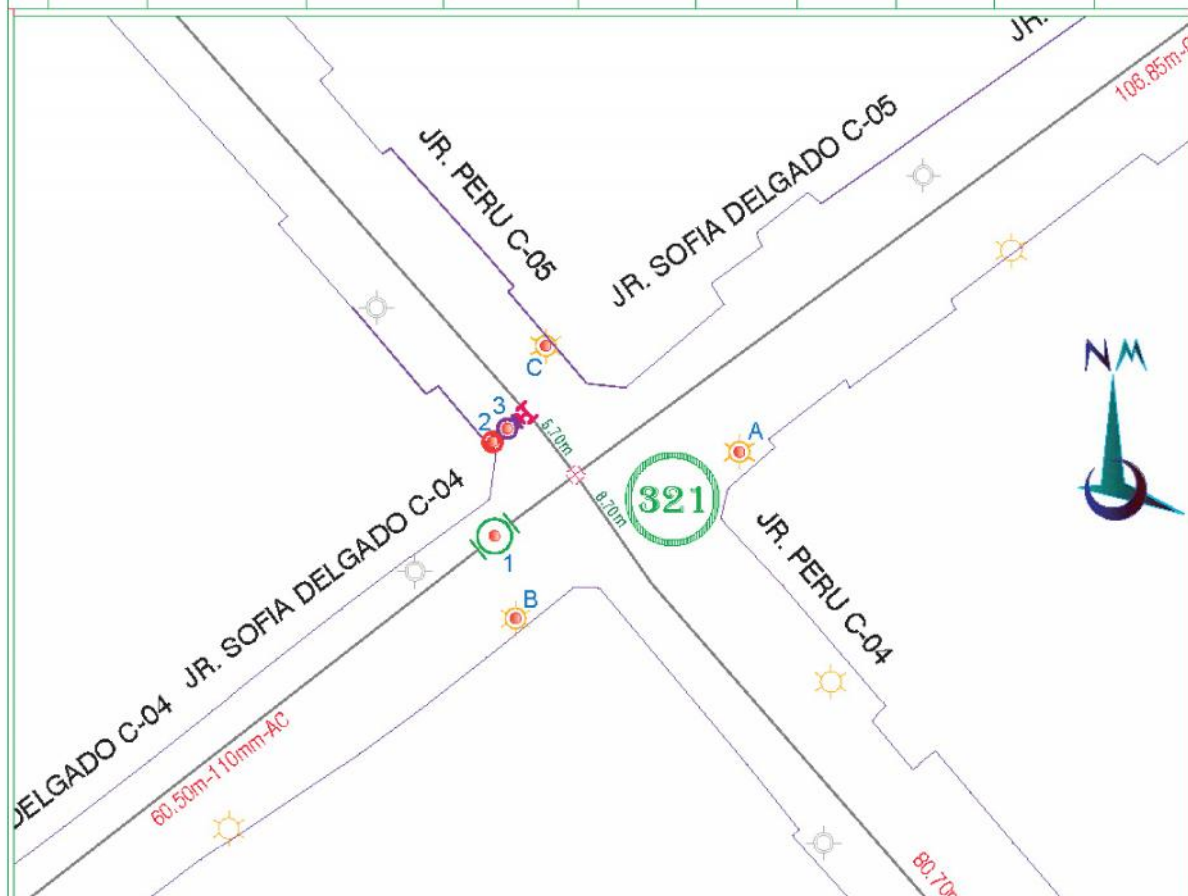 JR.
106.85m-
JR. PERU C-05
JR. SOFIA DELGADO C-05
NM
C
3
2
5.70m
A
321
6.70m
JR. SOFIA DELGADO C-04
1
JR. PERU C-04
B
DELGADO C-04
60.50m-110mm-AC
80.70m